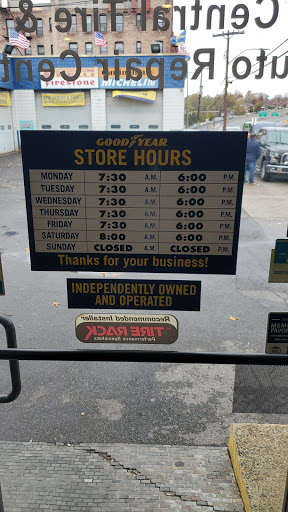 Central Tire &
Auto Repair Cent
Firestone
MICHELIN
GOODYEAR
STORE HOURS
MONDAY 7:30 A.M. 6:00 P.M.
TUESDAY 7:30 A.M. 6:00 P.M.
WEDNESDAY 7:30 A.M. 6:00 P.M.
THURSDAY 7:30 A.M. 6:00 P.M.
FRIDAY 7:30 A.M. 6:00 P.M.
SATURDAY 8:00 A.M. 6:00 P.M.
SUNDAY CLOSED A.M. CLOSED P.M.
Thanks for your business!
INDEPENDENTLY OWNED
AND OPERATED
Recommended Installer
TIRE RACK
Performance Specialists